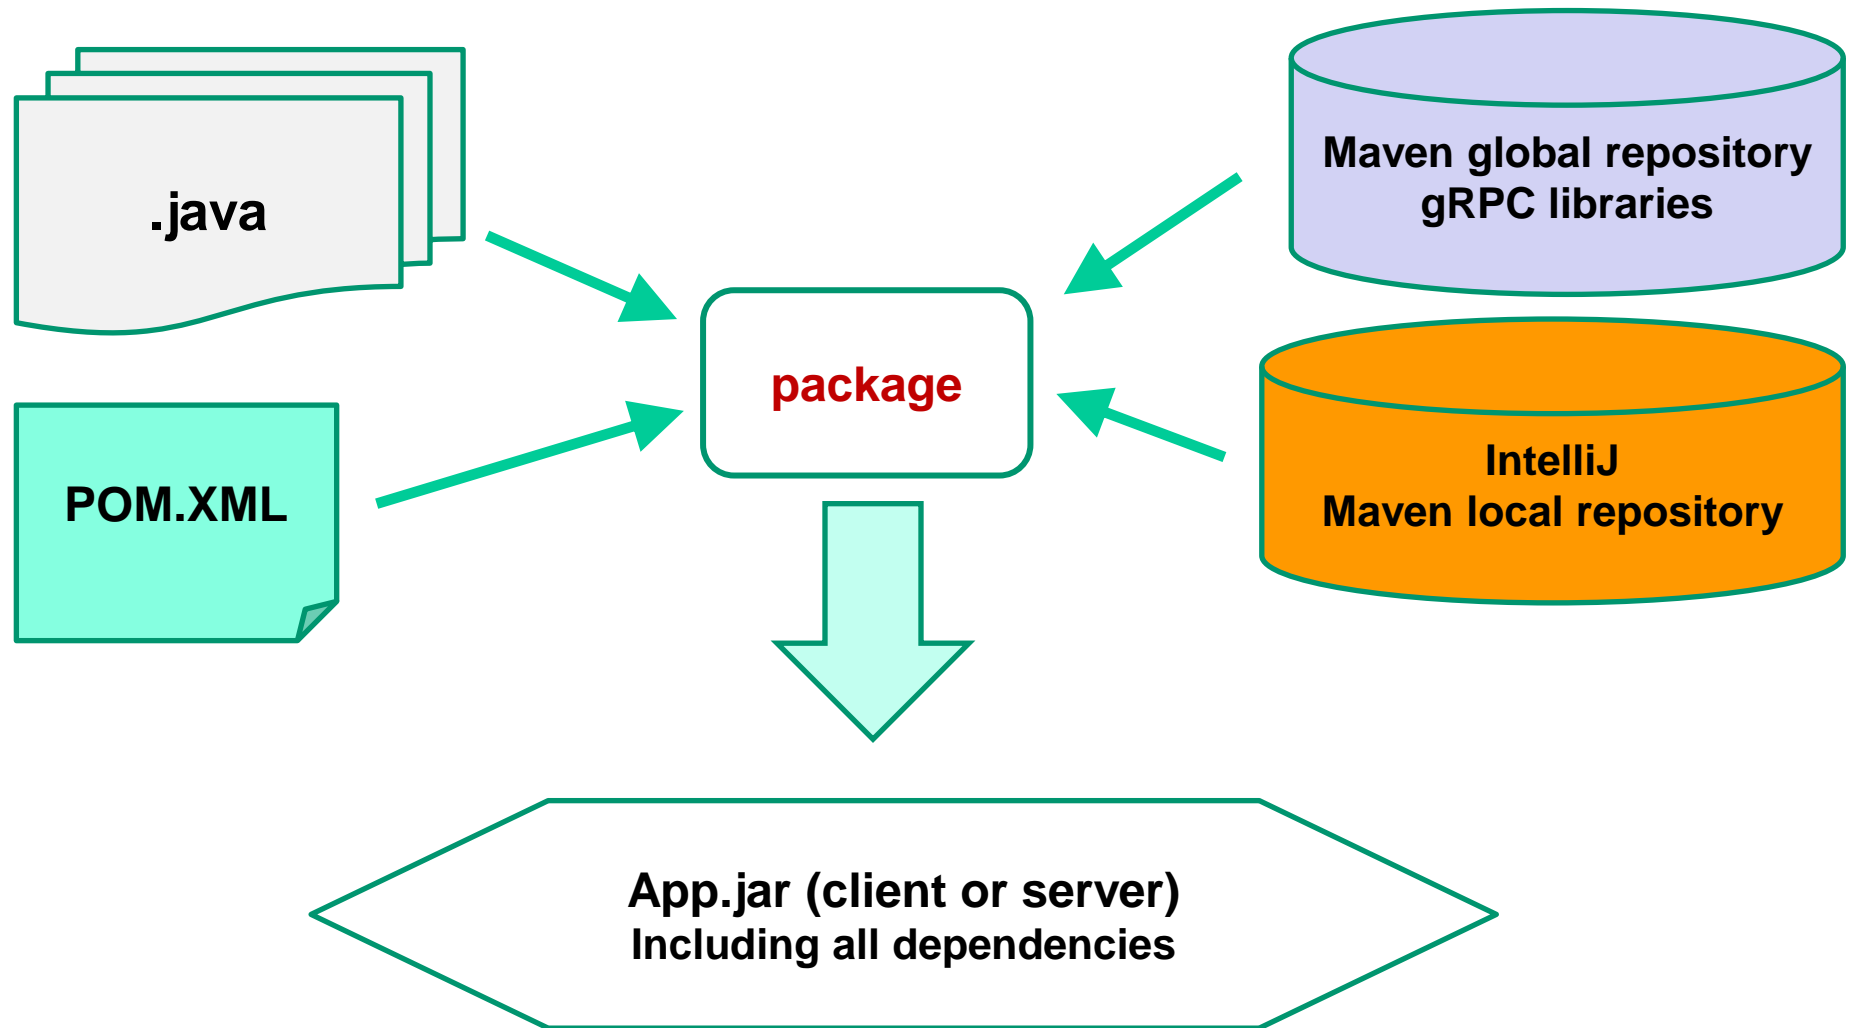 .java
Maven global repository
gRPC libraries
package
POM.XML
IntelliJ
Maven local repository
App.jar (client or server)
Including all dependencies